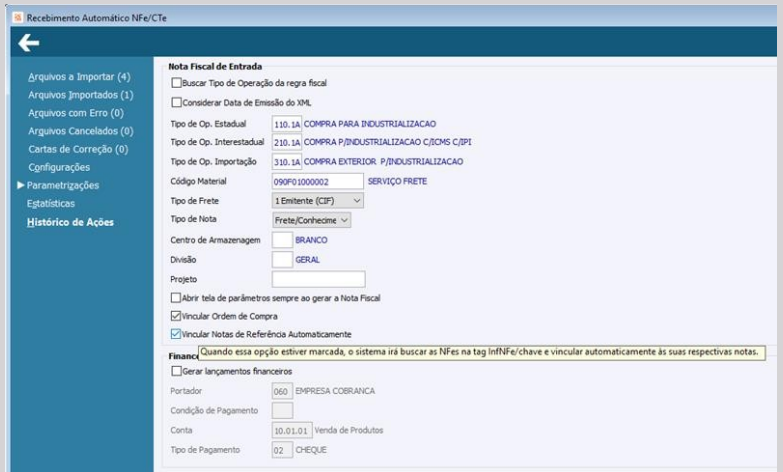 Recebimento Automático NFe/CTe
Arquivos a Importar (4)
Arquivos Importados (1)
Arquivos com Erro (0)
Arquivos Cancelados (0)
Cartas de Correção (0)
Configurações
Parametrizações
Estatísticas
Histórico de Ações
Nota Fiscal de Entrada
Buscar Tipo de Operação da regra fiscal
Considerar Data de Emissão do XML
Tipo de Op. Estadual 110.1A COMPRA PARA INDUSTRIALIZACAO
Tipo de Op. Interestadual 210.1A COMPRA P/INDUSTRIALIZACAO C/ICMS C/IPI
Tipo de Op. Importação 310.1A COMPRA EXTERIOR P/INDUSTRIALIZACAO
Código Material 090F01000002 SERVIÇO FRETE
Tipo de Frete 1 Emitente (CIF)
Tipo de Nota Frete/Conhecime
Centro de Armazenagem BRANCO
Divisão GERAL
Projeto
Abrir tela de parâmetros sempre ao gerar a Nota Fiscal
Vincular Ordem de Compra
Vincular Notas de Referência Automaticamente
Quando essa opção estiver marcada, o sistema irá buscar as NFes na tag InfNFe/chave e vincular automaticamente às suas respectivas notas.
Financ
Gerar lançamentos financeiros
Portador 060 EMPRESA COBRANCA
Condição de Pagamento
Conta 10.01.01 Venda de Produtos
Tipo de Pagamento 02 CHEQUE